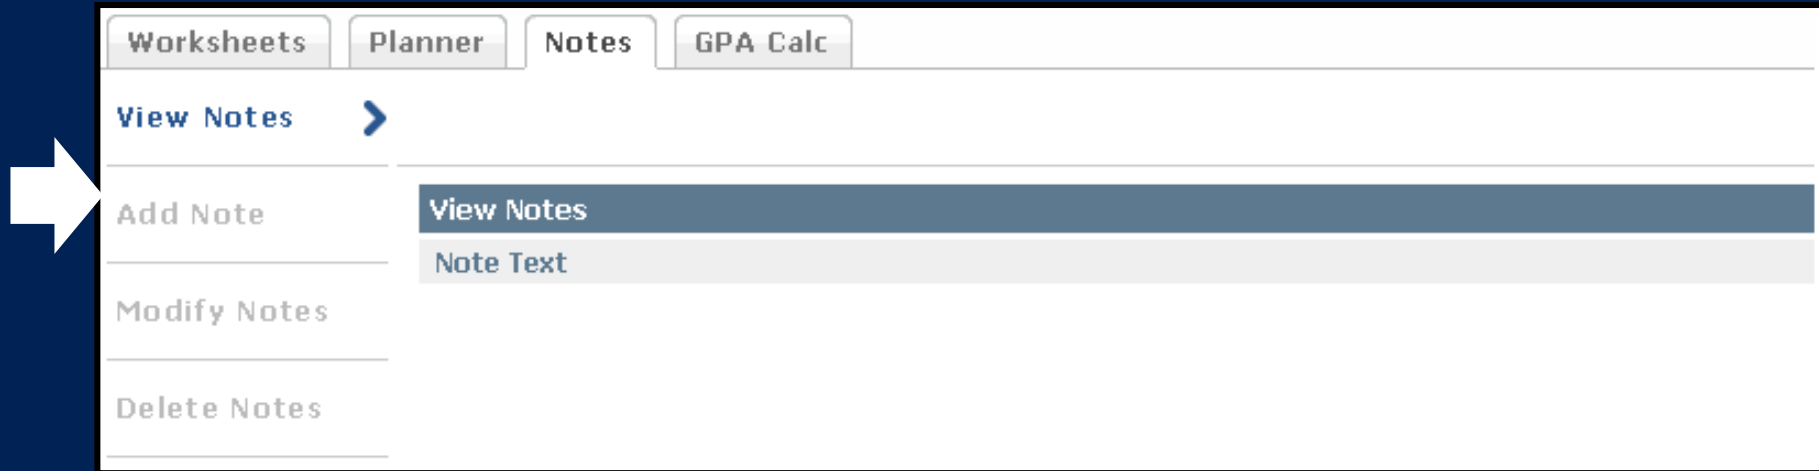 Worksheets Planner Notes GPA Calc
View Notes
Add Note
Modify Notes
Delete Notes
View Notes
Note Text